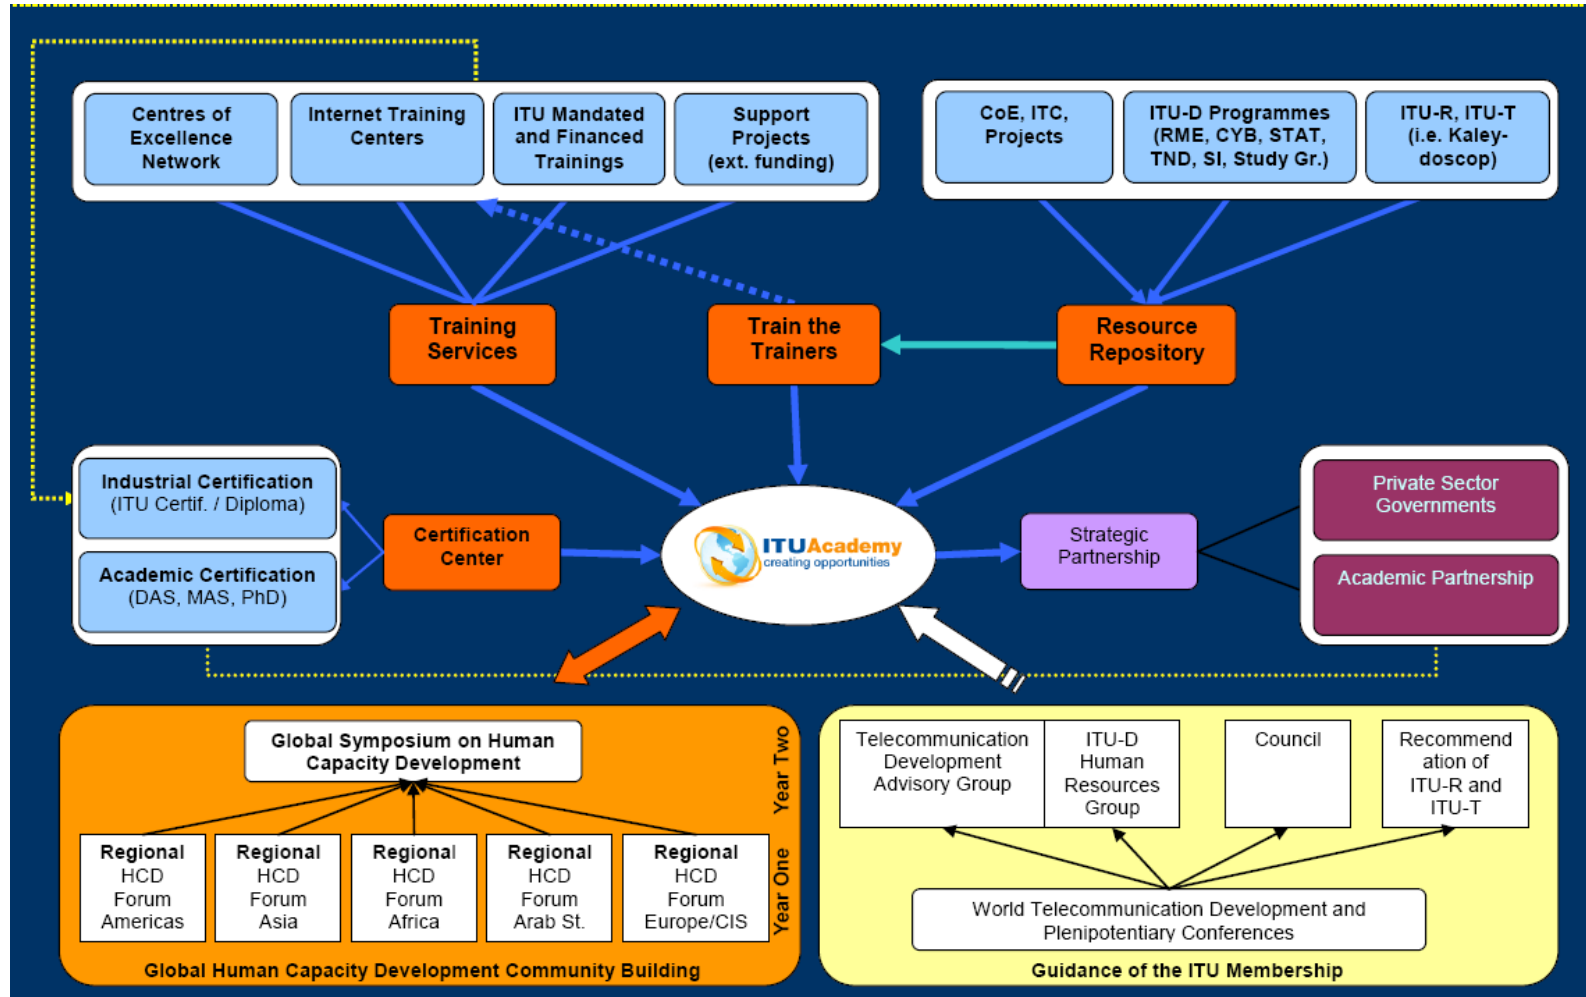 Centres of
Excellence
Network
Internet Training
Centers
ITU Mandated
and Financed
Trainings
Support
Projects
(ext. funding)
CoE, ITC,
Projects
ITU-D Programmes
(RME, CYB, STAT,
TND, SI, Study Gr.)
ITU-R, ITU-T
(i.e. Kaley-
doscop)
Training
Services
Train the
Trainers
Resource
Repository
Industrial Certification
(ITU Certif. / Diploma)
Academic Certification
(DAS, MAS, PhD)
Certification
Center
ITUAcademy
creating opportunities
Strategic
Partnership
Private Sector
Governments
Academic Partnership
Global Symposium on Human
Capacity Development
Year Two
Regional
HCD
Forum
Americas
Regional
HCD
Forum
Asia
Regional
HCD
Forum
Africa
Regional
HCD
Forum
Arab St.
Regional
HCD
Forum
Europe/CIS
Year One
Global Human Capacity Development Community Building
Telecommunication
Development
Advisory Group
ITU-D
Human
Resources
Group
Council
Recommend
ation of
ITU-R and
ITU-T
World Telecommunication Development and
Plenipotentiary Conferences
Guidance of the ITU Membership